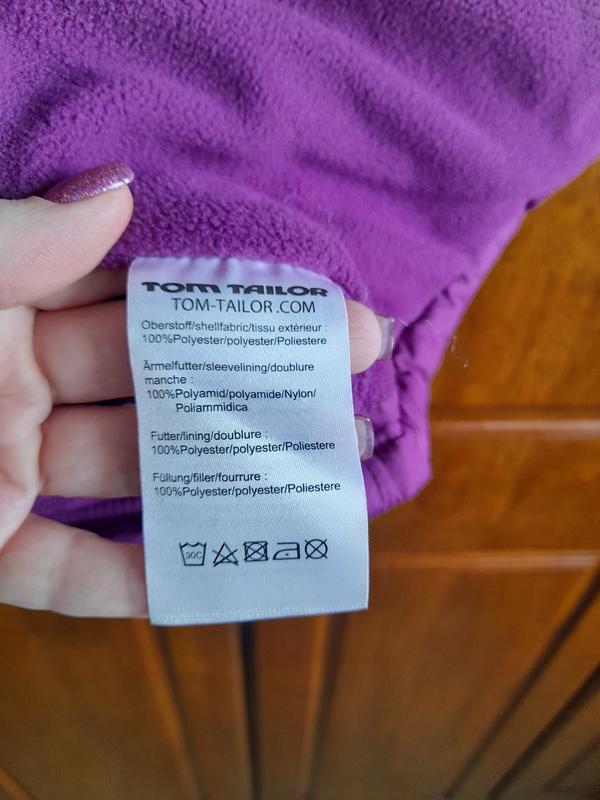 TOM TAILOR
TOM-TAILOR.COM
Oberstoff/shellfabric/tissu extérieur :
100%Polyester/polyester/Poliestere
Ärmelfutter/sleevelining/doublure
manche :
100%Polyamid/polyamide/Nylon/
Poliammidica
Futter/lining/doublure :
100%Polyester/polyester/Poliestere
Füllung/filler/fourrure :
100%Polyester/polyester/Poliestere
30C